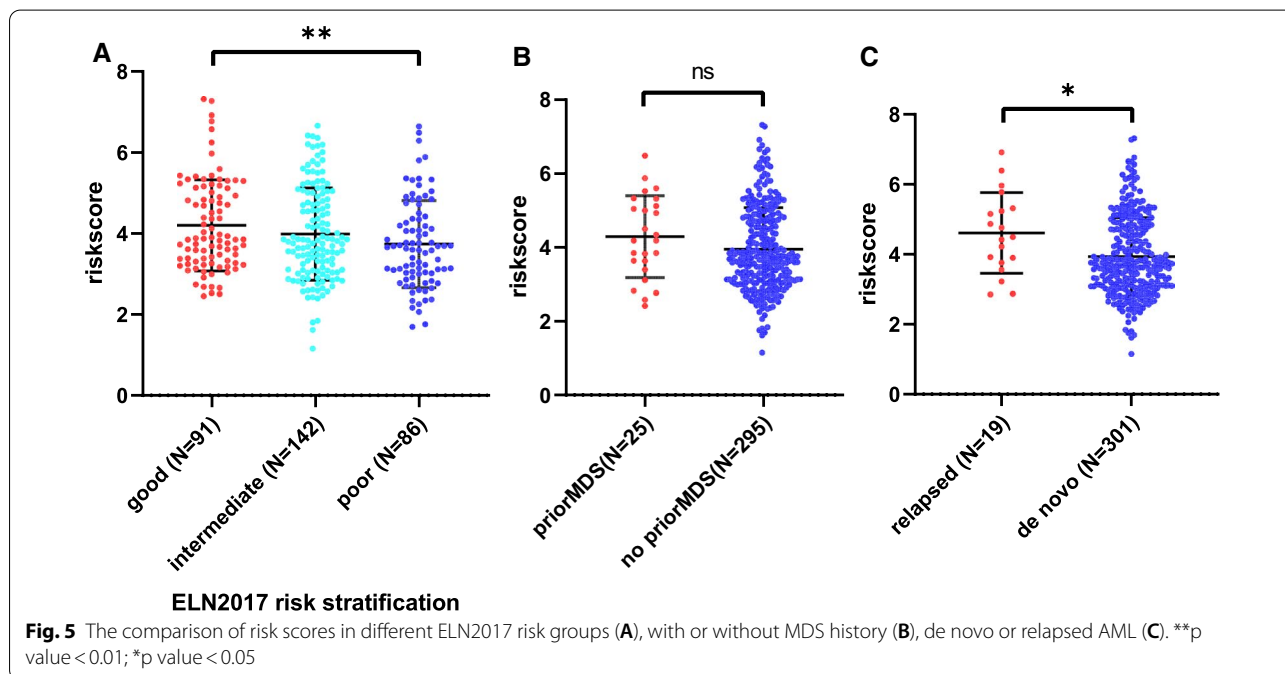 A
**
8
6
4
2
0
riskscore
good (N=91)
intermediate (N=142)
poor (N=86)
ELN2017 risk stratification
B
ns
8
6
4
2
0
riskscore
priorMDS(N=25)
no priorMDS(N=295)
C
*
8
6
4
2
0
riskscore
relapsed (N=19)
de novo (N=301)
Fig. 5 The comparison of risk scores in different ELN2017 risk groups (A), with or without MDS history (B), de novo or relapsed AML (C). **p
value < 0.01; *p value < 0.05